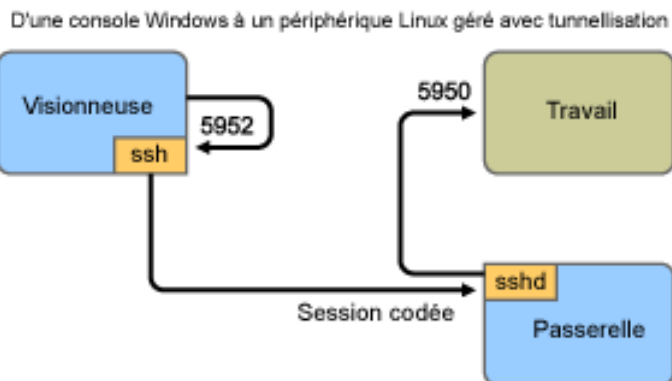 D'une console Windows à un périphérique Linux géré avec tunnellisation
Visionneuse
5952
ssh
5950
Travail
sshd
Session codée
Passerelle